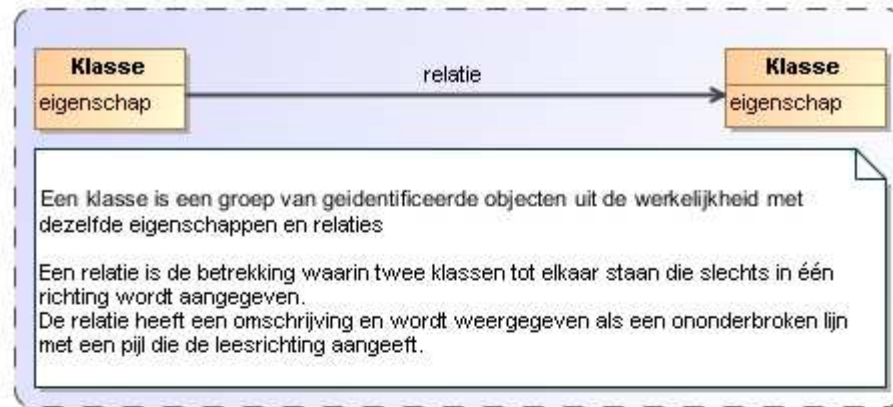 Klasse
eigenschap
relatie
Klasse
eigenschap
Een klasse is een groep van geidentificeerde objecten uit de werkelijkheid met
dezelfde eigenschappen en relaties
Een relatie is de betrekking waarin twee klassen tot elkaar staan die slechts in één
richting wordt aangegeven.
De relatie heeft een omschrijving en wordt weergegeven als een ononderbroken lijn
met een pijl die de leesrichting aangeeft.